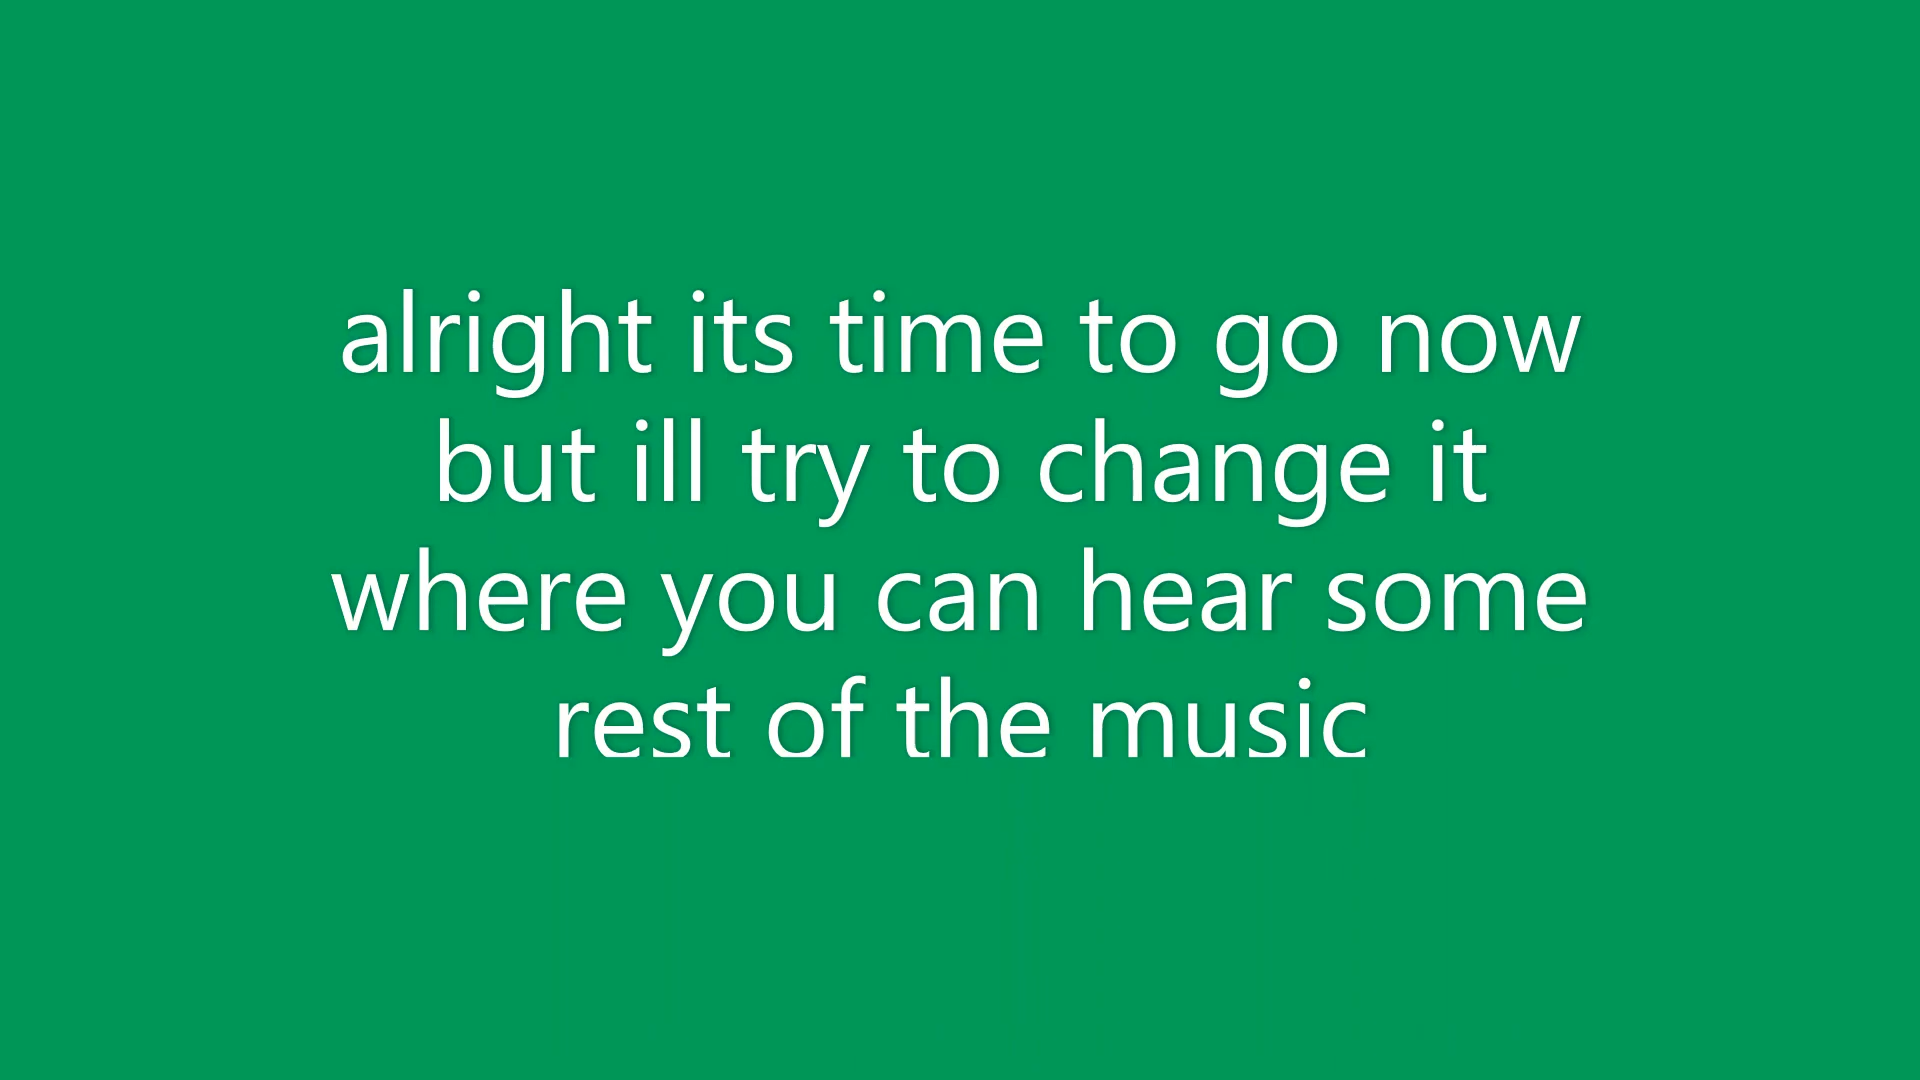 alright its time to go now
but ill try to change it
where you can hear some
rest of the music